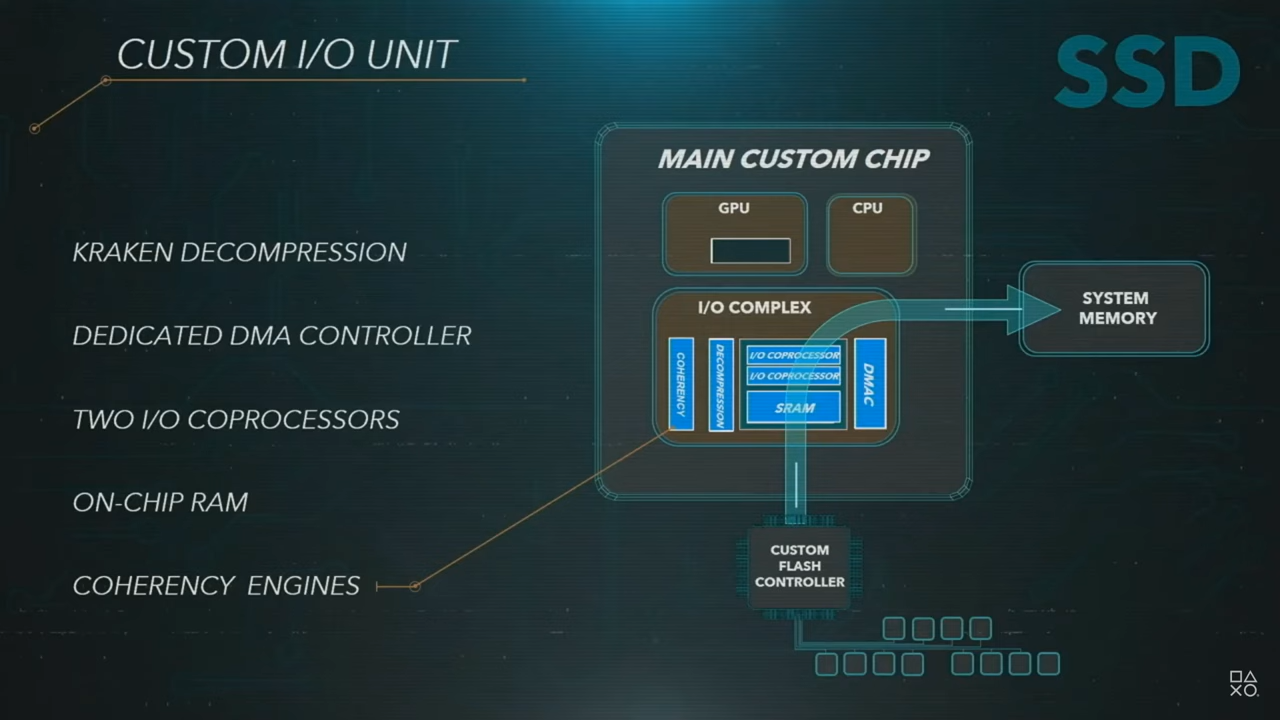 CUSTOM I/O UNIT
SSD
KRAKEN DECOMPRESSION
DEDICATED DMA CONTROLLER
TWO I/O COPROCESSORS
ON-CHIP RAM
COHERENCY ENGINES
MAIN CUSTOM CHIP
GPU
CPU
I/O COMPLEX
COHERENCY
DECOMPRESSION
I/O COPROCESSOR
I/O COPROCESSOR
SRAM
DMAC
SYSTEM
MEMORY
CUSTOM
FLASH
CONTROLLER